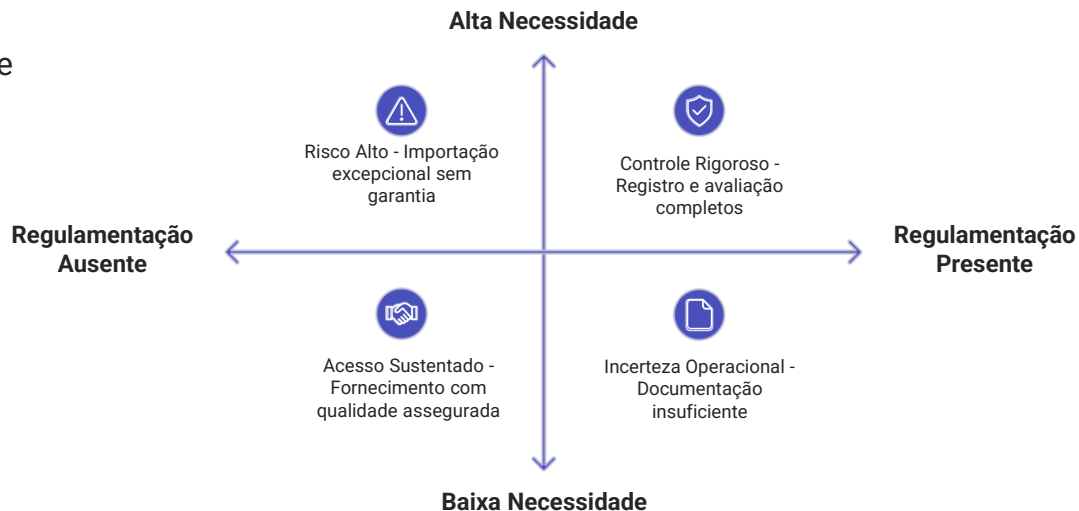 Alta Necessidade
e
Risco Alto - Importação
excepcional sem
garantia
Controle Rigoroso -
Registro e avaliação
completos
Regulamentação
Ausente
Regulamentação
Presente
Acesso Sustentado -
Fornecimento com
qualidade assegurada
Incerteza Operacional -
Documentação
insuficiente
Baixa Necessidade